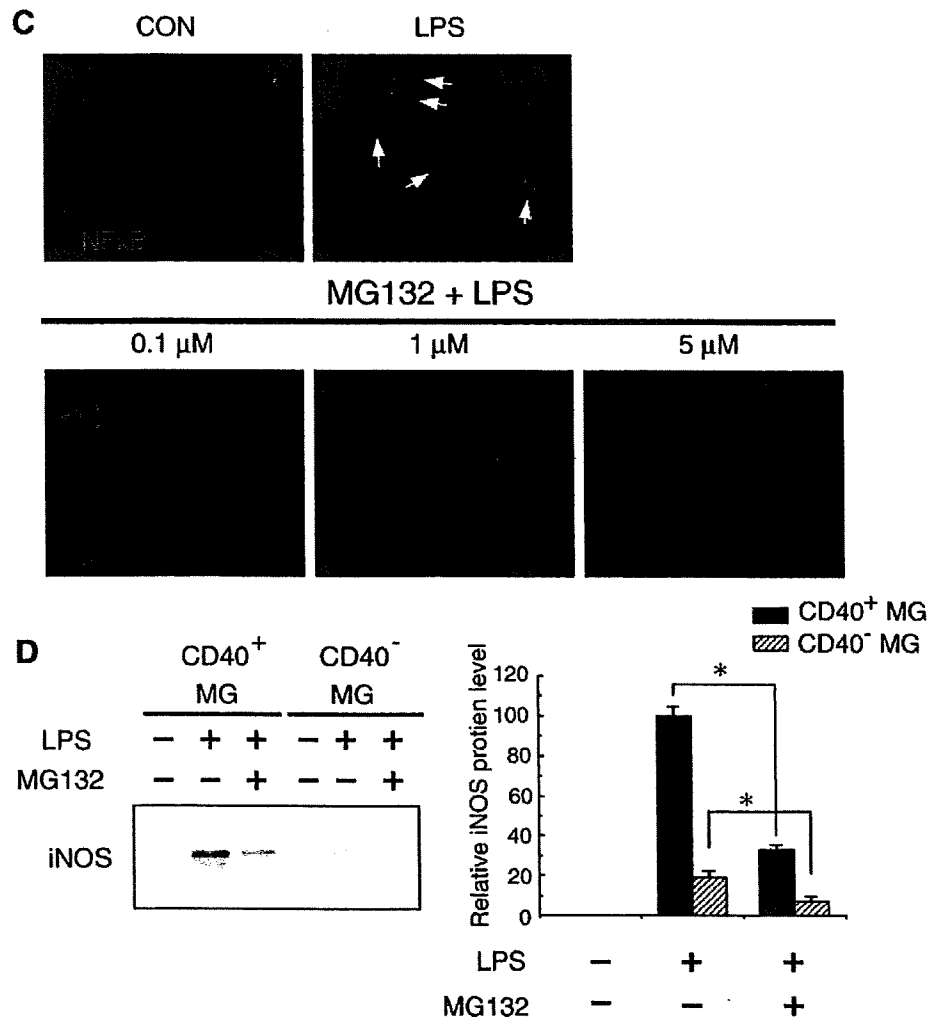 C
CON LPS
NFκB
MG132 + LPS
0.1 µM 1 µM 5 µM
CD40+ MG
CD40- MG
D
CD40+ CD40-
MG MG
LPS − + + − + +
MG132 − − + − − +
iNOS
Relative iNOS protien level
120
100
80
60
40
20
0
*
*
LPS − + +
MG132 − − +